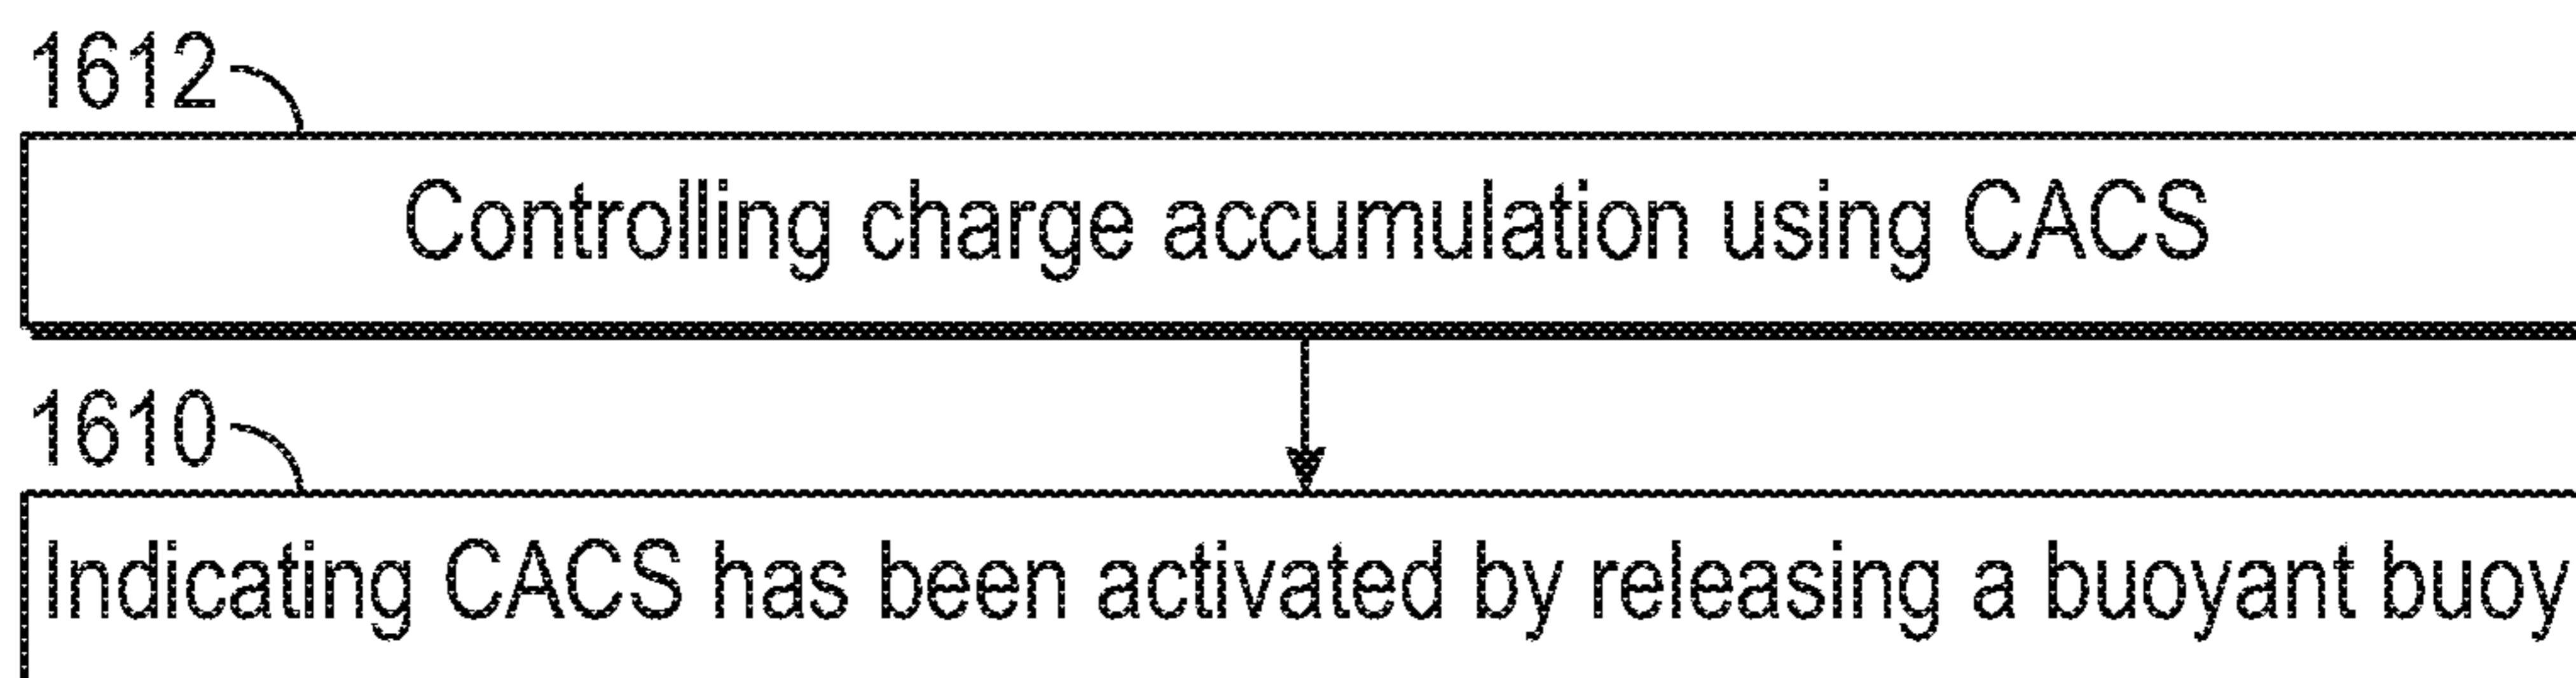 1612
Controlling charge accumulation using CACS
1610
Indicating CACS has been activated by releasing a buoyant buoy